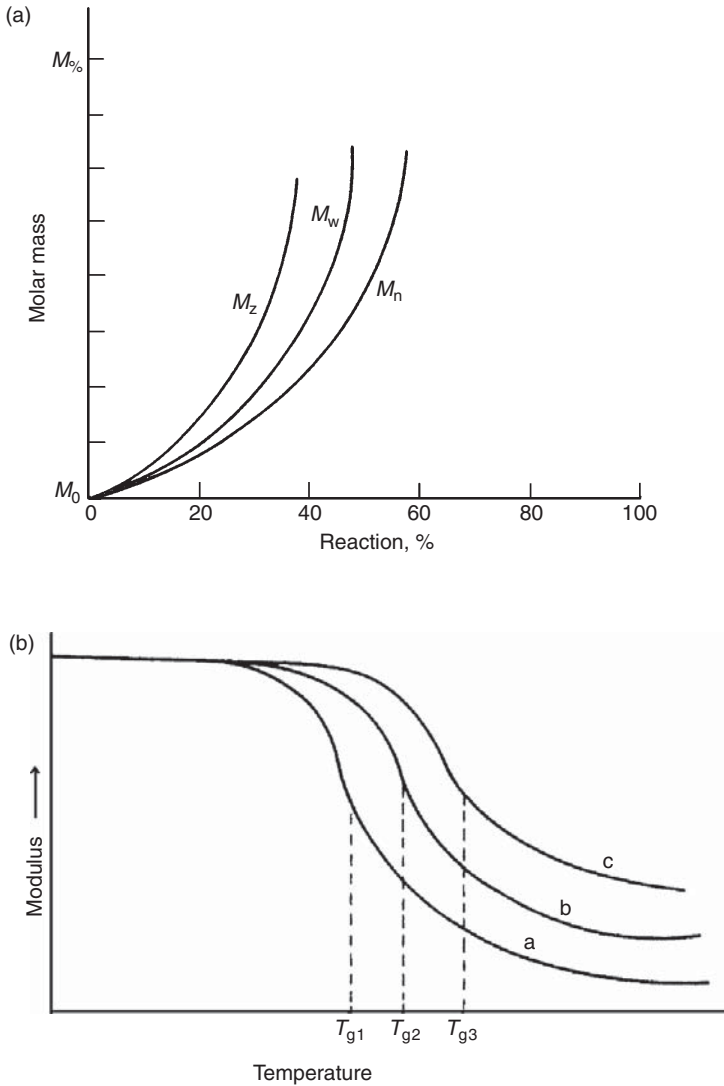 (a)
M%
Molar mass
Mz
Mw
Mn
M0
0 20 40 60 80 100
Reaction, %
(b)
Modulus
c
b
a
Tg1 Tg2 Tg3
Temperature